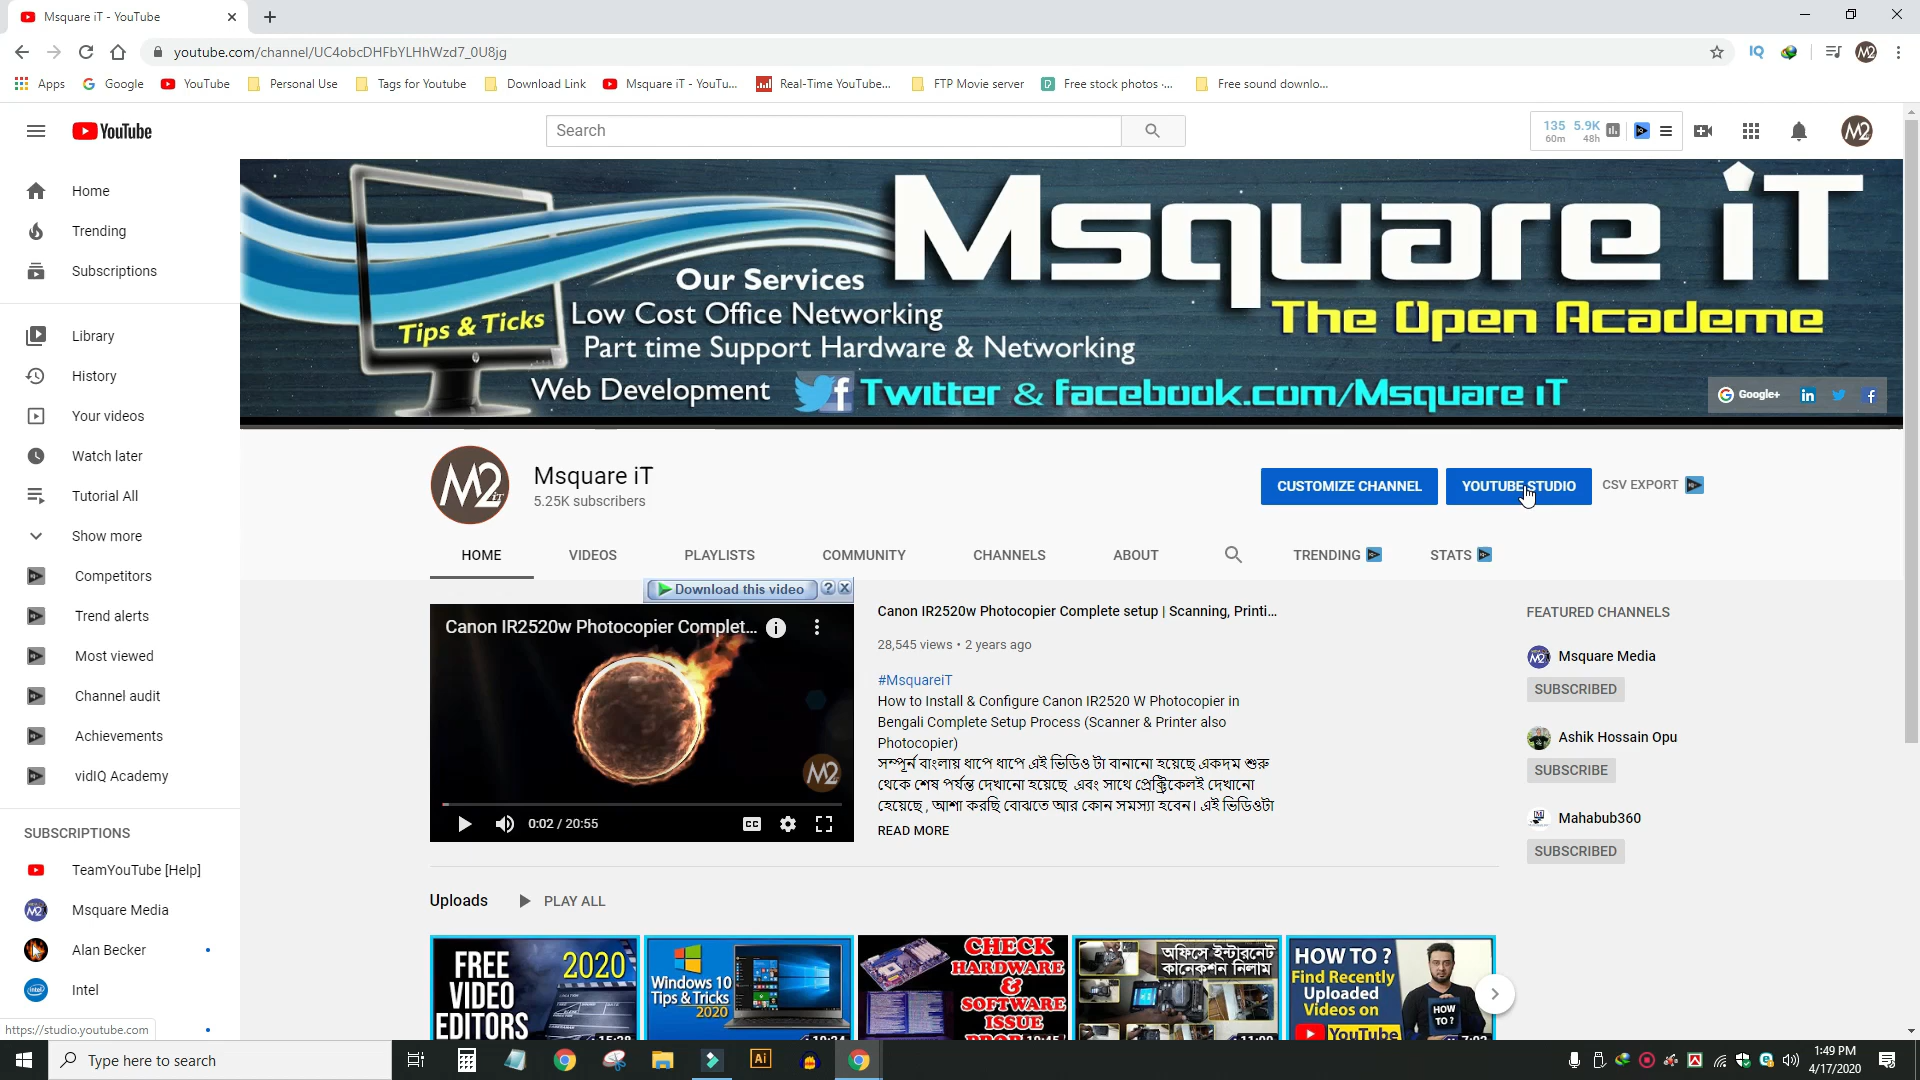 Msquare iT - YouTube
youtube.com/channel/UC4obcDHFbYLHhWzd7_0U8jg
Apps Google YouTube Personal Use Tags for Youtube Download Link Msquare iT - YouTu... Real-Time YouTube... FTP Movie server Free stock photos ·... Free sound downlo...
YouTube
Search
135 5.9K
60m 48h
Home
Trending
Subscriptions
Library
History
Your videos
Watch later
Tutorial All
Show more
Competitors
Trend alerts
Most viewed
Channel audit
Achievements
vidIQ Academy
SUBSCRIPTIONS
TeamYouTube [Help]
Msquare Media
Alan Becker
Intel
https://studio.youtube.com
Msquare iT
The Open Academe
Our Services
Tips & Ticks
Low Cost Office Networking
Part time Support Hardware & Networking
Web Development
Twitter & facebook.com/Msquare iT
Google+
M2 iT
Msquare iT
5.25K subscribers
CUSTOMIZE CHANNEL YOUTUBE STUDIO CSV EXPORT
HOME VIDEOS PLAYLISTS COMMUNITY CHANNELS ABOUT TRENDING STATS
Download this video ? X
Canon IR2520w Photocopier Complet...
M2
0:02 / 20:55
Canon IR2520w Photocopier Complete setup | Scanning, Printi...
28,545 views • 2 years ago
#MsquareiT
How to Install & Configure Canon IR2520 W Photocopier in
Bengali Complete Setup Process (Scanner & Printer also
Photocopier)
সম্পূর্ন বাংলায় ধাপে ধাপে এই ভিডিও টা বানানো হয়েছে একদম শুরু
থেকে শেষ পর্যন্ত দেখানো হয়েছে এবং সাথে প্রেক্ট্রিকেলই দেখানো
হেয়েছে , আশা করছি বোঝতে আর কোন সমস্যা হবেন। এই ভিডিওটা
READ MORE
FEATURED CHANNELS
Msquare Media
SUBSCRIBED
Ashik Hossain Opu
SUBSCRIBE
Mahabub360
SUBSCRIBED
Uploads PLAY ALL
FREE 2020
VIDEO
EDITORS
15:28
Windows 10
Tips & Tricks
2020
CHECK
HARDWARE
&
SOFTWARE
ISSUE
অফিসে ইন্টারনেট
কানেকশন নিলাম
HOW TO ?
Find Recently
Uploaded
Videos on
YouTube
HOW
TO ?
Type here to search
Ai
1:49 PM
4/17/2020